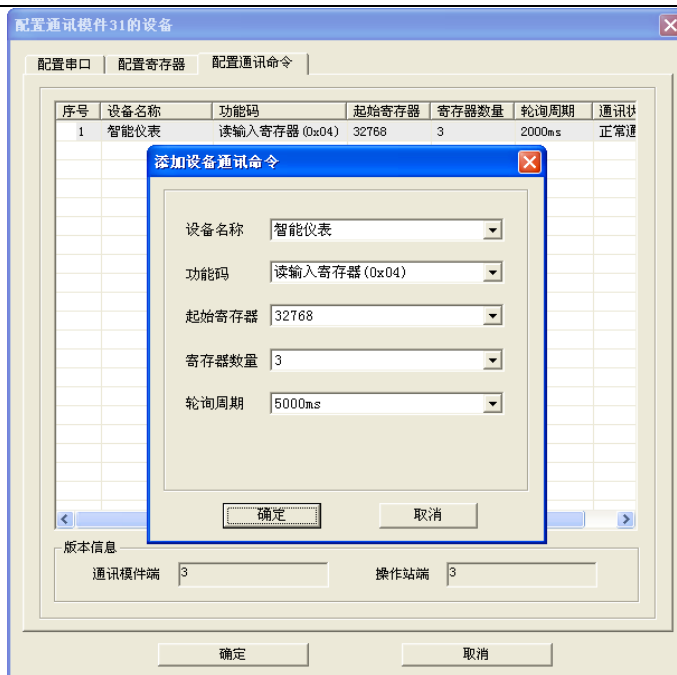 配置通讯模件31的设备
配置串口 配置寄存器 配置通讯命令
序号 设备名称 功能码 起始寄存器 寄存器数量 轮询周期 通讯状
1 智能仪表 读输入寄存器(0x04) 32768 3 2000ms 正常通
添加设备通讯命令
设备名称 智能仪表
功能码 读输入寄存器(0x04)
起始寄存器 32768
寄存器数量 3
轮询周期 5000ms
确定 取消
版本信息
通讯模件端 3 操作站端 3
确定 取消